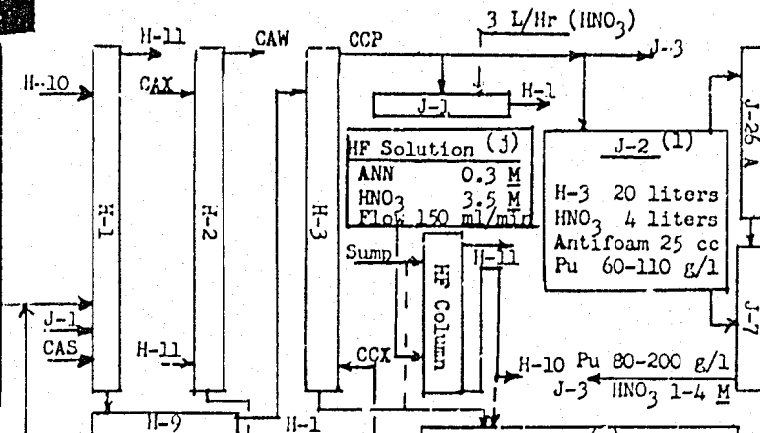 3 L/Hr (HNO3)
H-11
CAW
CCP
J-3
H-10
CAX
J-1
H-1
J-26 A
HF Solution (j)
ANN 0.3 M
HNO3 3.5 M
Flow 150 ml/min
J-2 (1)
H-3 20 liters
HNO3 4 liters
Antifoam 25 cc
Pu 60-110 g/l
H-1
H-2
H-3
Sump
H-11
HF Column
J-7
J-1
CAS
H-11
CCX
H-10 Pu 80-200 g/l
J-3 HNO3 1-4 M
H-9
H-1